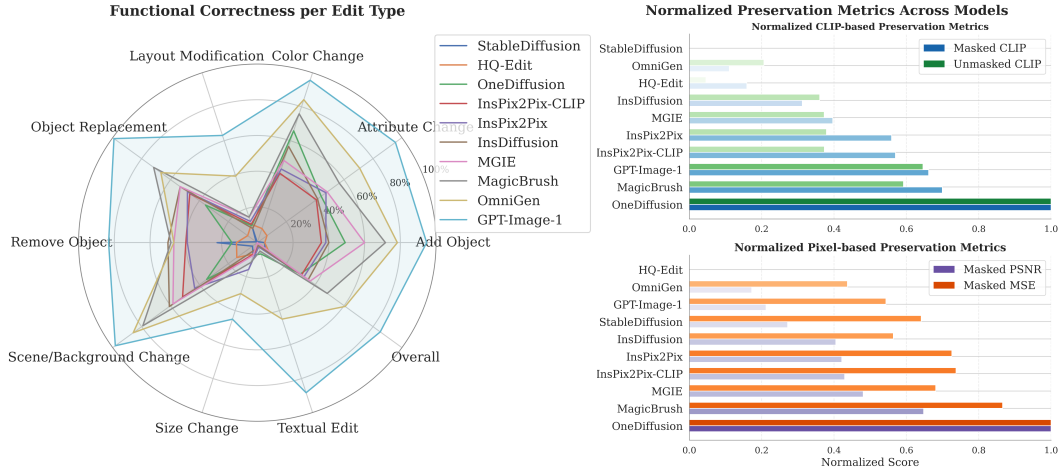 Functional Correctness per Edit Type
Layout Modification
Color Change
Object Replacement
Attribute Change
Remove Object
Add Object
Scene/Background Change
Overall
Size Change
Textual Edit
20%
40%
60%
80%
100%
StableDiffusion
HQ-Edit
OneDiffusion
InsPix2Pix-CLIP
InsPix2Pix
InsDiffusion
MGIE
MagicBrush
OmniGen
GPT-Image-1
Normalized Preservation Metrics Across Models
Normalized CLIP-based Preservation Metrics
StableDiffusion
OmniGen
HQ-Edit
InsDiffusion
MGIE
InsPix2Pix
InsPix2Pix-CLIP
GPT-Image-1
MagicBrush
OneDiffusion
Masked CLIP
Unmasked CLIP
0.0 0.2 0.4 0.6 0.8 1.0
Normalized Pixel-based Preservation Metrics
HQ-Edit
OmniGen
GPT-Image-1
StableDiffusion
InsDiffusion
InsPix2Pix
InsPix2Pix-CLIP
MGIE
MagicBrush
OneDiffusion
Masked PSNR
Masked MSE
0.0 0.2 0.4 0.6 0.8 1.0
Normalized Score